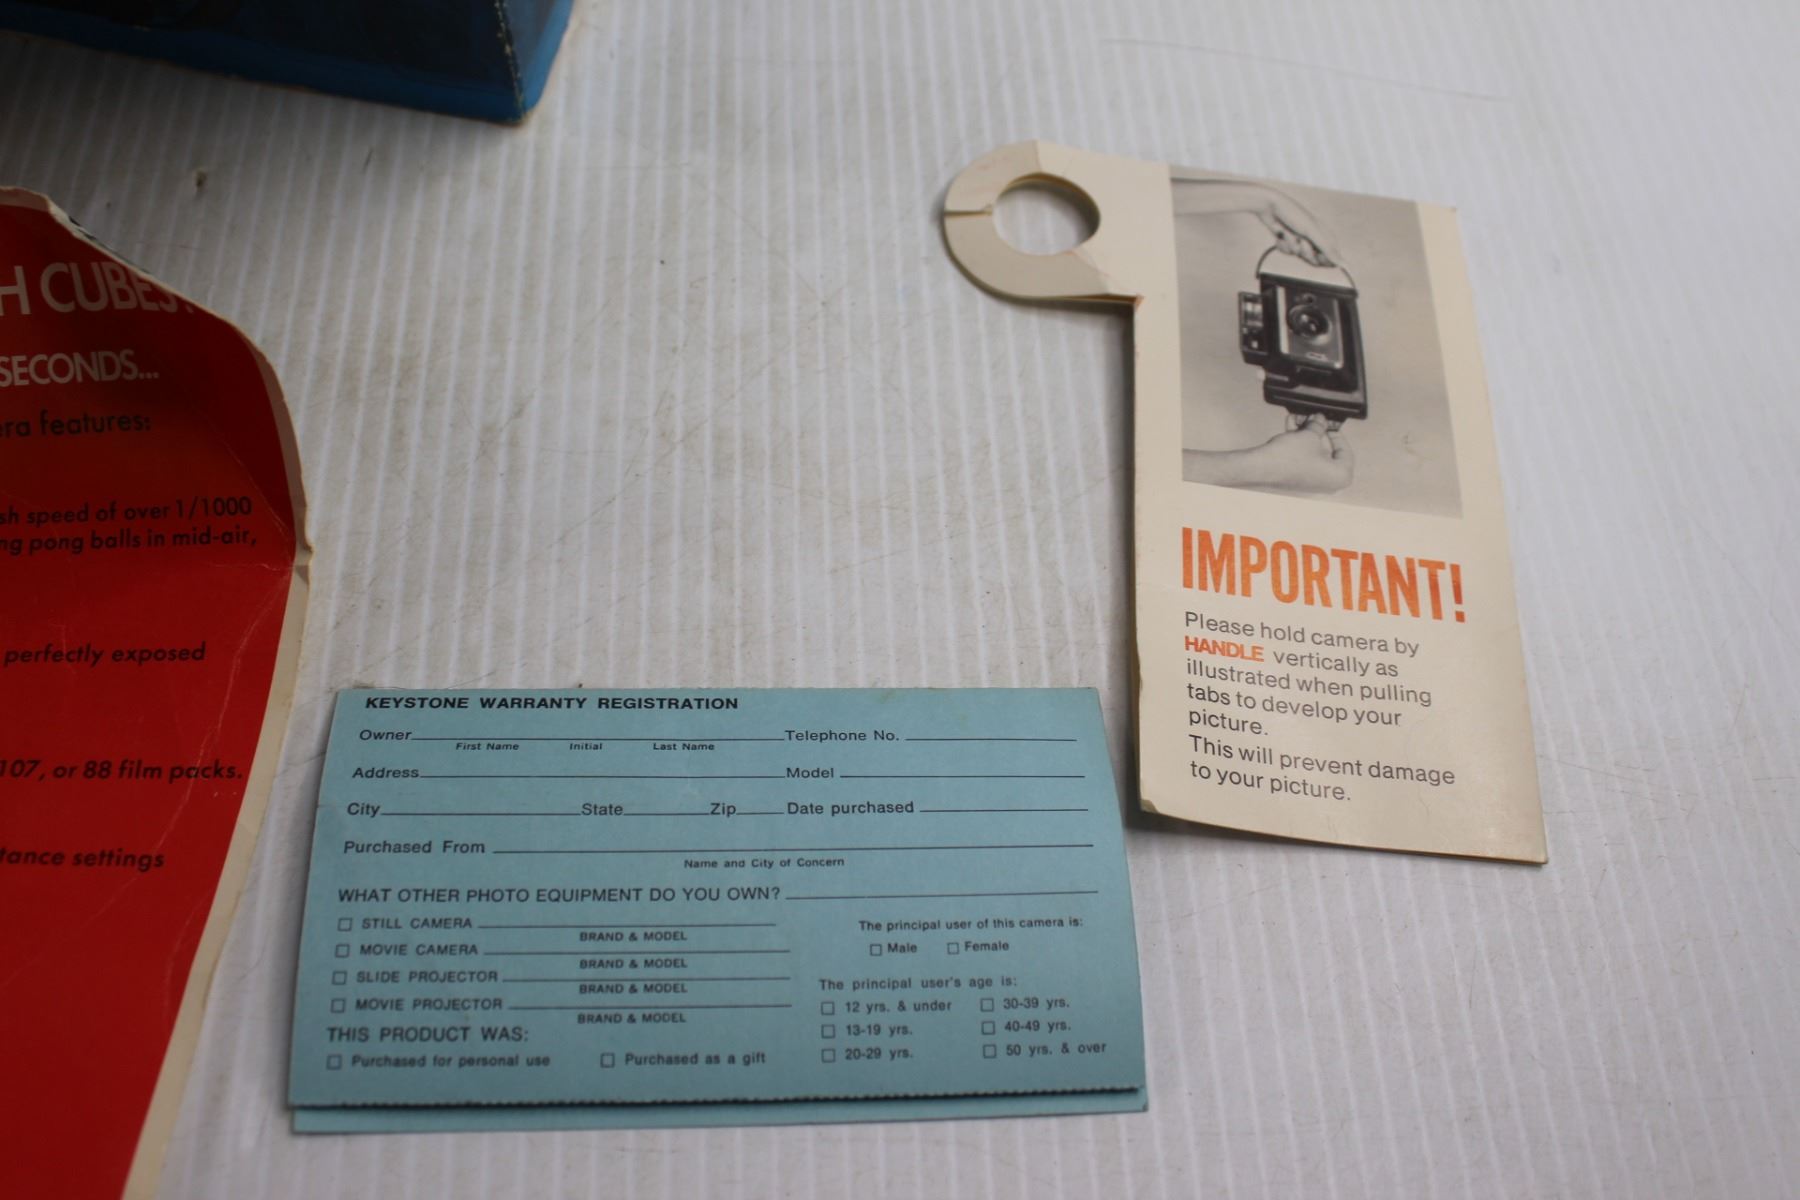 H CUBES
SECONDS...
era features:
sh speed of over 1/1000
ng pong balls in mid-air,
perfectly exposed
107, or 88 film packs.
tance settings
KEYSTONE WARRANTY REGISTRATION
Owner Telephone No.
First Name Initial Last Name
Address Model
City State Zip Date purchased
Purchased From
Name and City of Concern
WHAT OTHER PHOTO EQUIPMENT DO YOU OWN?
STILL CAMERA
BRAND & MODEL
MOVIE CAMERA
BRAND & MODEL
SLIDE PROJECTOR
BRAND & MODEL
MOVIE PROJECTOR
BRAND & MODEL
THIS PRODUCT WAS:
Purchased for personal use Purchased as a gift
The principal user of this camera is:
Male Female
The principal user's age is:
12 yrs. & under 30-39 yrs.
13-19 yrs. 40-49 yrs.
20-29 yrs. 50 yrs. & over
IMPORTANT!
Please hold camera by
HANDLE vertically as
illustrated when pulling
tabs to develop your
picture.
This will prevent damage
to your picture.